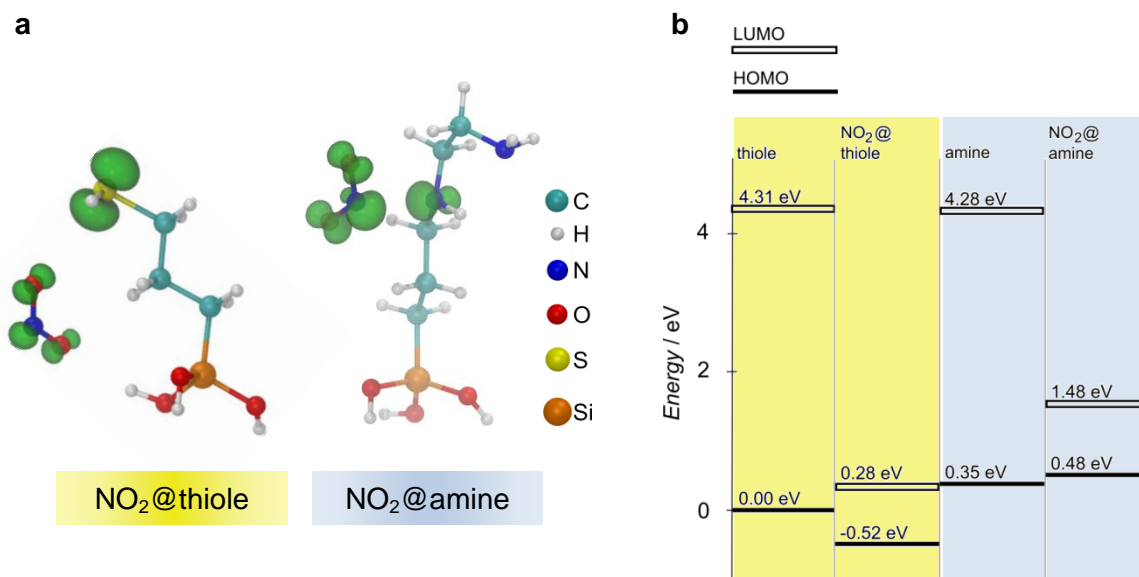 a
NO₂@thiole
NO₂@amine
C
H
N
O
S
Si
b
LUMO
HOMO
thiole
NO₂@
thiole
amine
NO₂@
amine
Energy / eV
4
2
0
4.31 eV
0.00 eV
0.28 eV
-0.52 eV
4.28 eV
0.35 eV
1.48 eV
0.48 eV